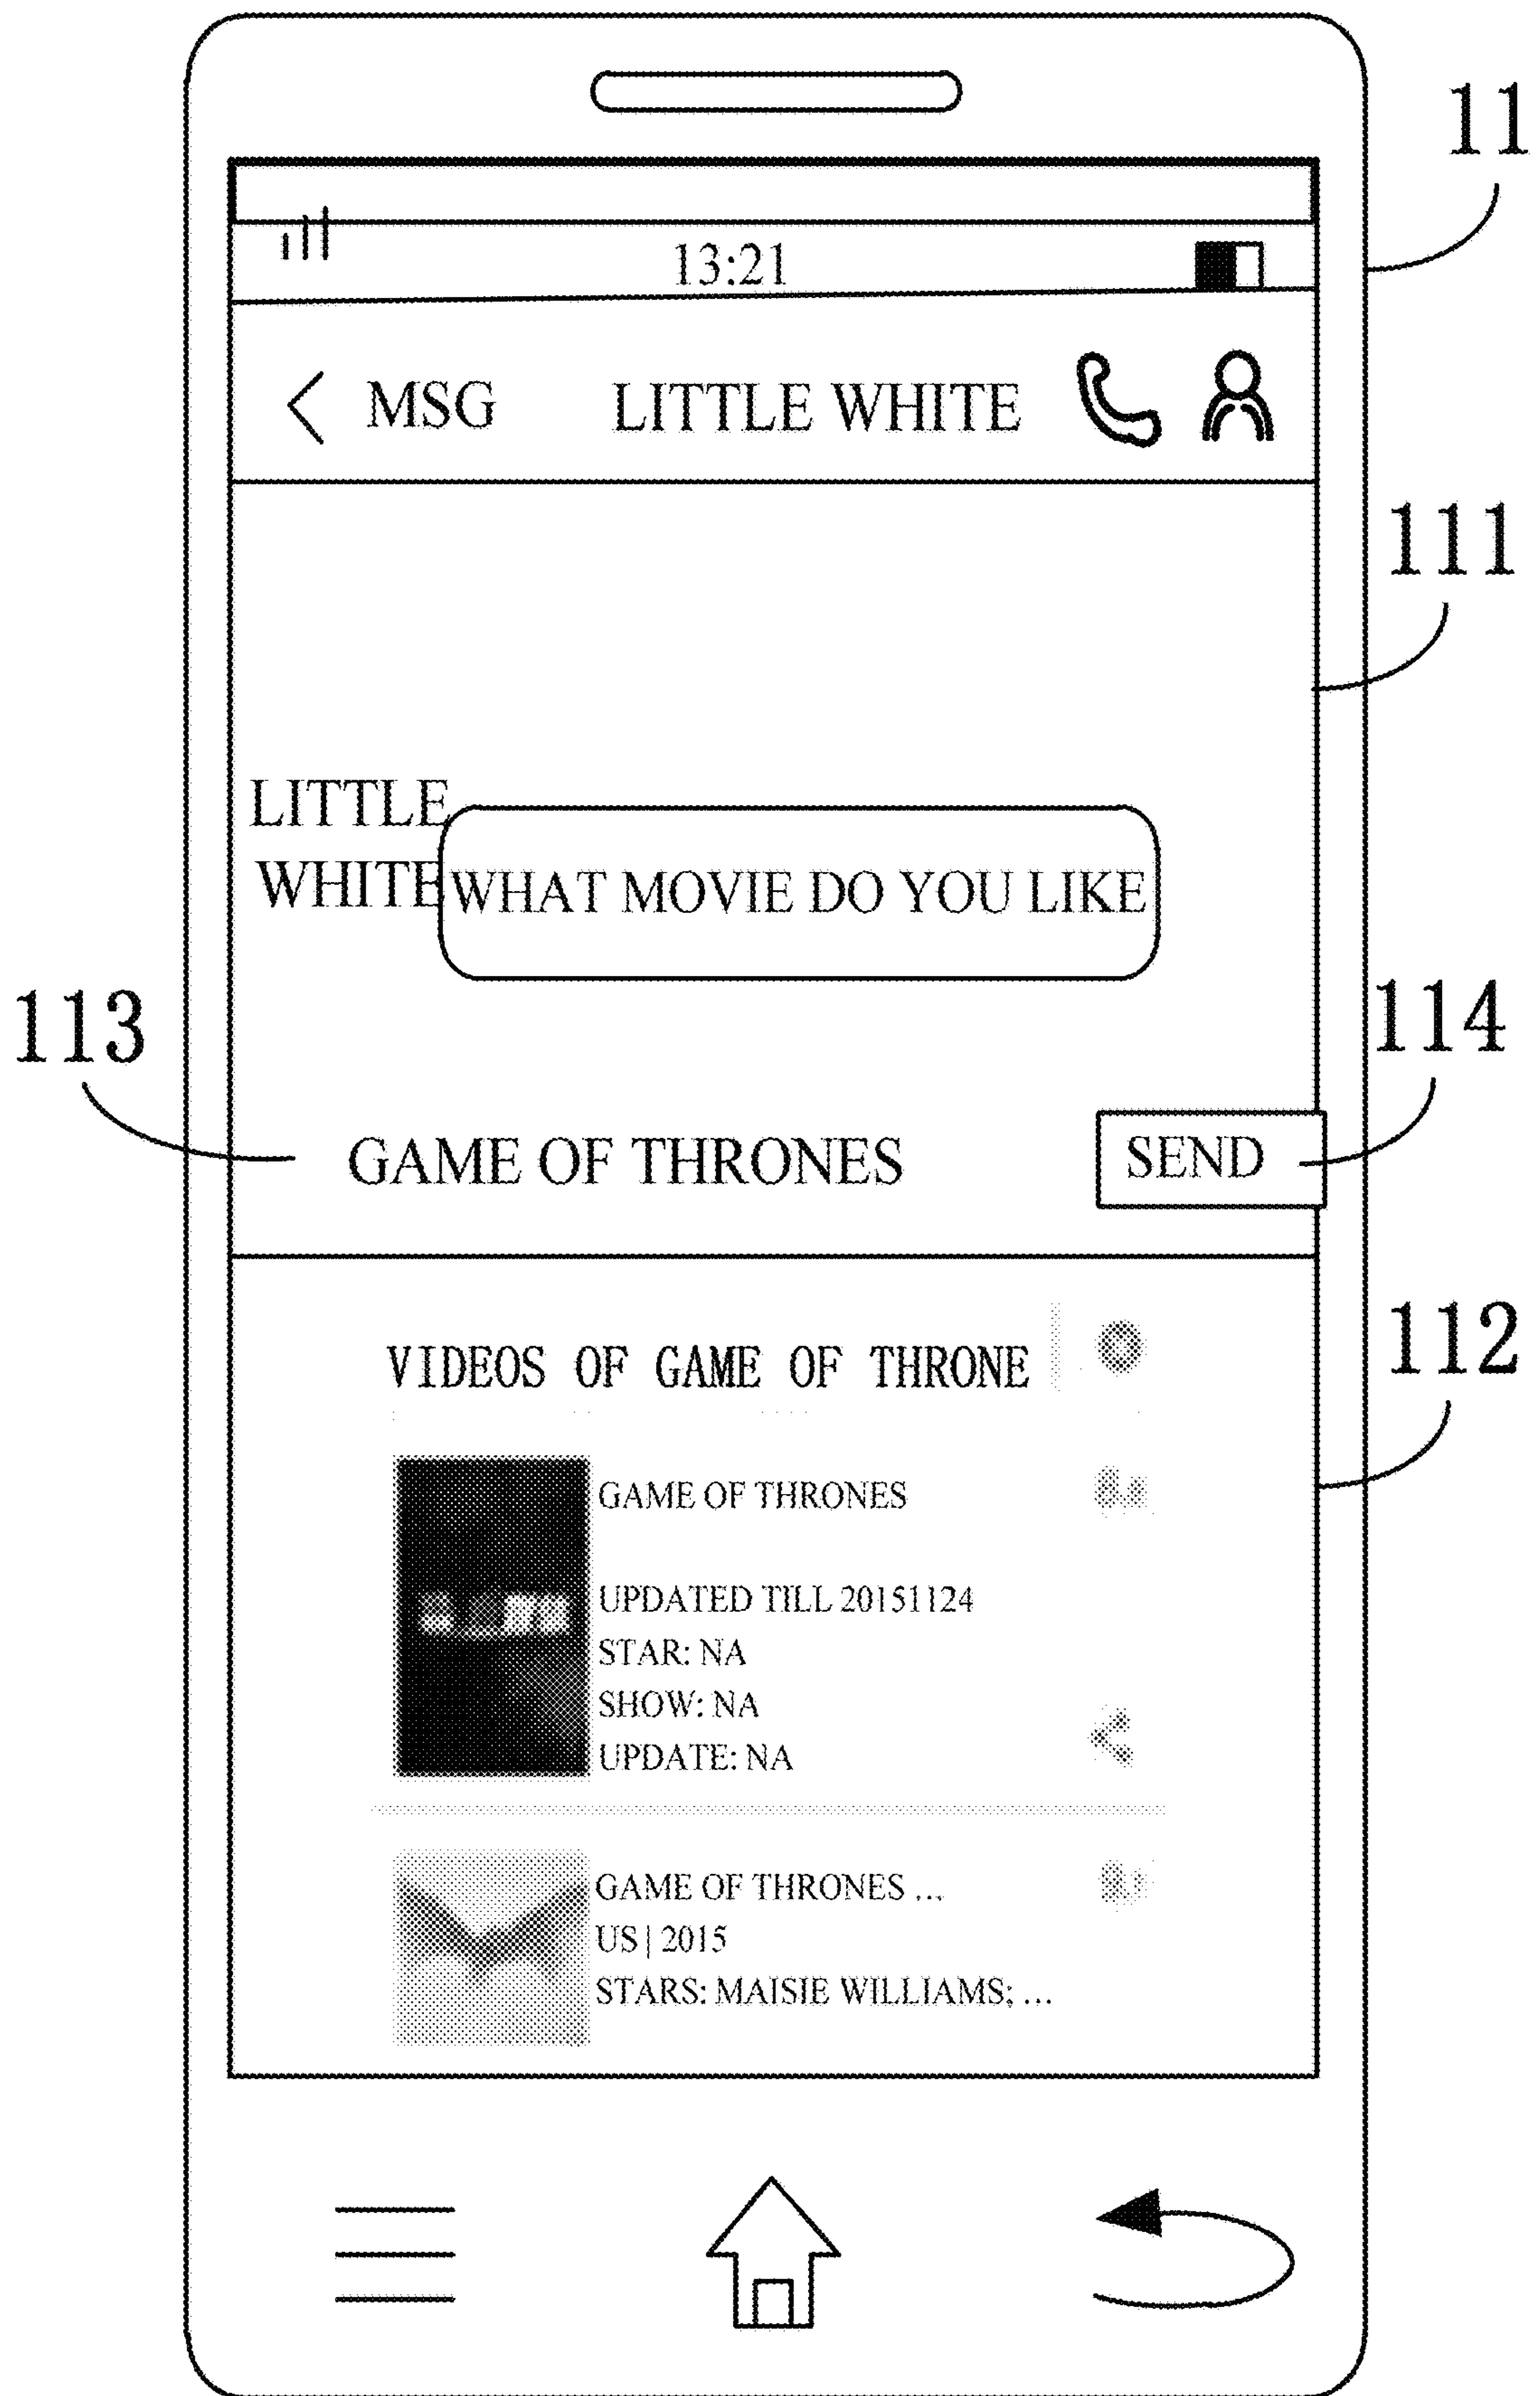 11
13:21
MSG LITTLE WHITE
111
LITTLE
WHITE
WHAT MOVIE DO YOU LIKE
113
114
GAME OF THRONES SEND
112
VIDEOS OF GAME OF THRONE
GAME OF THRONES
UPDATED TILL 20151124
STAR: NA
SHOW: NA
UPDATE: NA
GAME OF THRONES ...
US | 2015
STARS: MAISIE WILLIAMS; ...